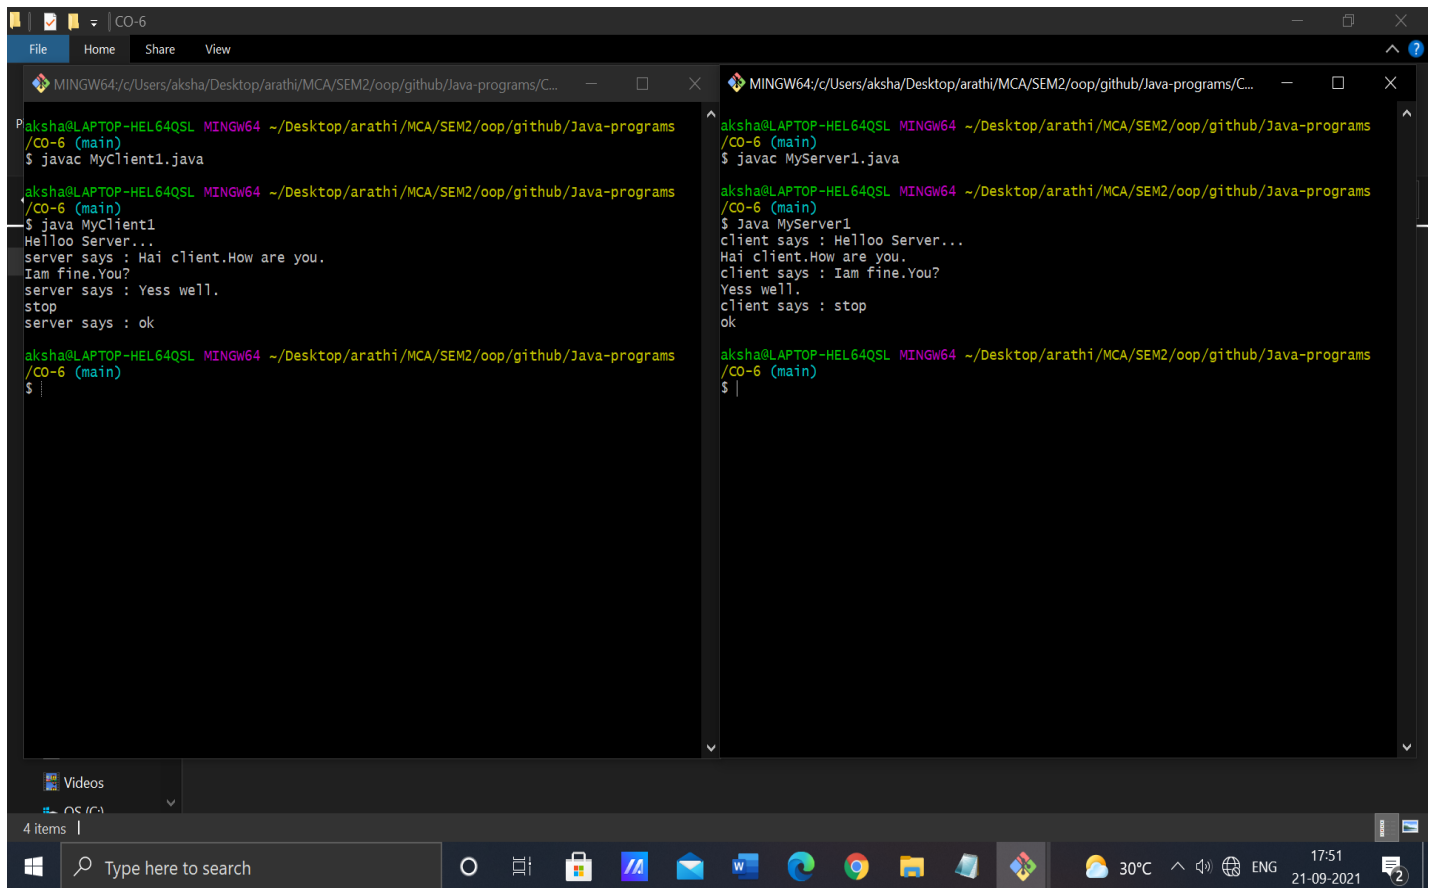 CO-6
File Home Share View
MINGW64:/c/Users/aksha/Desktop/arathi/MCA/SEM2/oop/github/Java-programs/C...
aksha@LAPTOP-HEL64QSL MINGW64 ~/Desktop/arathi/MCA/SEM2/oop/github/Java-programs
/CO-6 (main)
$ javac MyClient1.java
aksha@LAPTOP-HEL64QSL MINGW64 ~/Desktop/arathi/MCA/SEM2/oop/github/Java-programs
/CO-6 (main)
$ java MyClient1
Helloo Server...
server says : Hai client.How are you.
Iam fine.You?
server says : Yess well.
stop
server says : ok
aksha@LAPTOP-HEL64QSL MINGW64 ~/Desktop/arathi/MCA/SEM2/oop/github/Java-programs
/CO-6 (main)
$
MINGW64:/c/Users/aksha/Desktop/arathi/MCA/SEM2/oop/github/Java-programs/C...
aksha@LAPTOP-HEL64QSL MINGW64 ~/Desktop/arathi/MCA/SEM2/oop/github/Java-programs
/CO-6 (main)
$ javac MyServer1.java
aksha@LAPTOP-HEL64QSL MINGW64 ~/Desktop/arathi/MCA/SEM2/oop/github/Java-programs
/CO-6 (main)
$ Java MyServer1
client says : Helloo Server...
Hai client.How are you.
client says : Iam fine.You?
Yess well.
client says : stop
ok
aksha@LAPTOP-HEL64QSL MINGW64 ~/Desktop/arathi/MCA/SEM2/oop/github/Java-programs
/CO-6 (main)
$
Videos
OS (C:)
4 items
Type here to search
30°C
ENG
17:51
21-09-2021
2